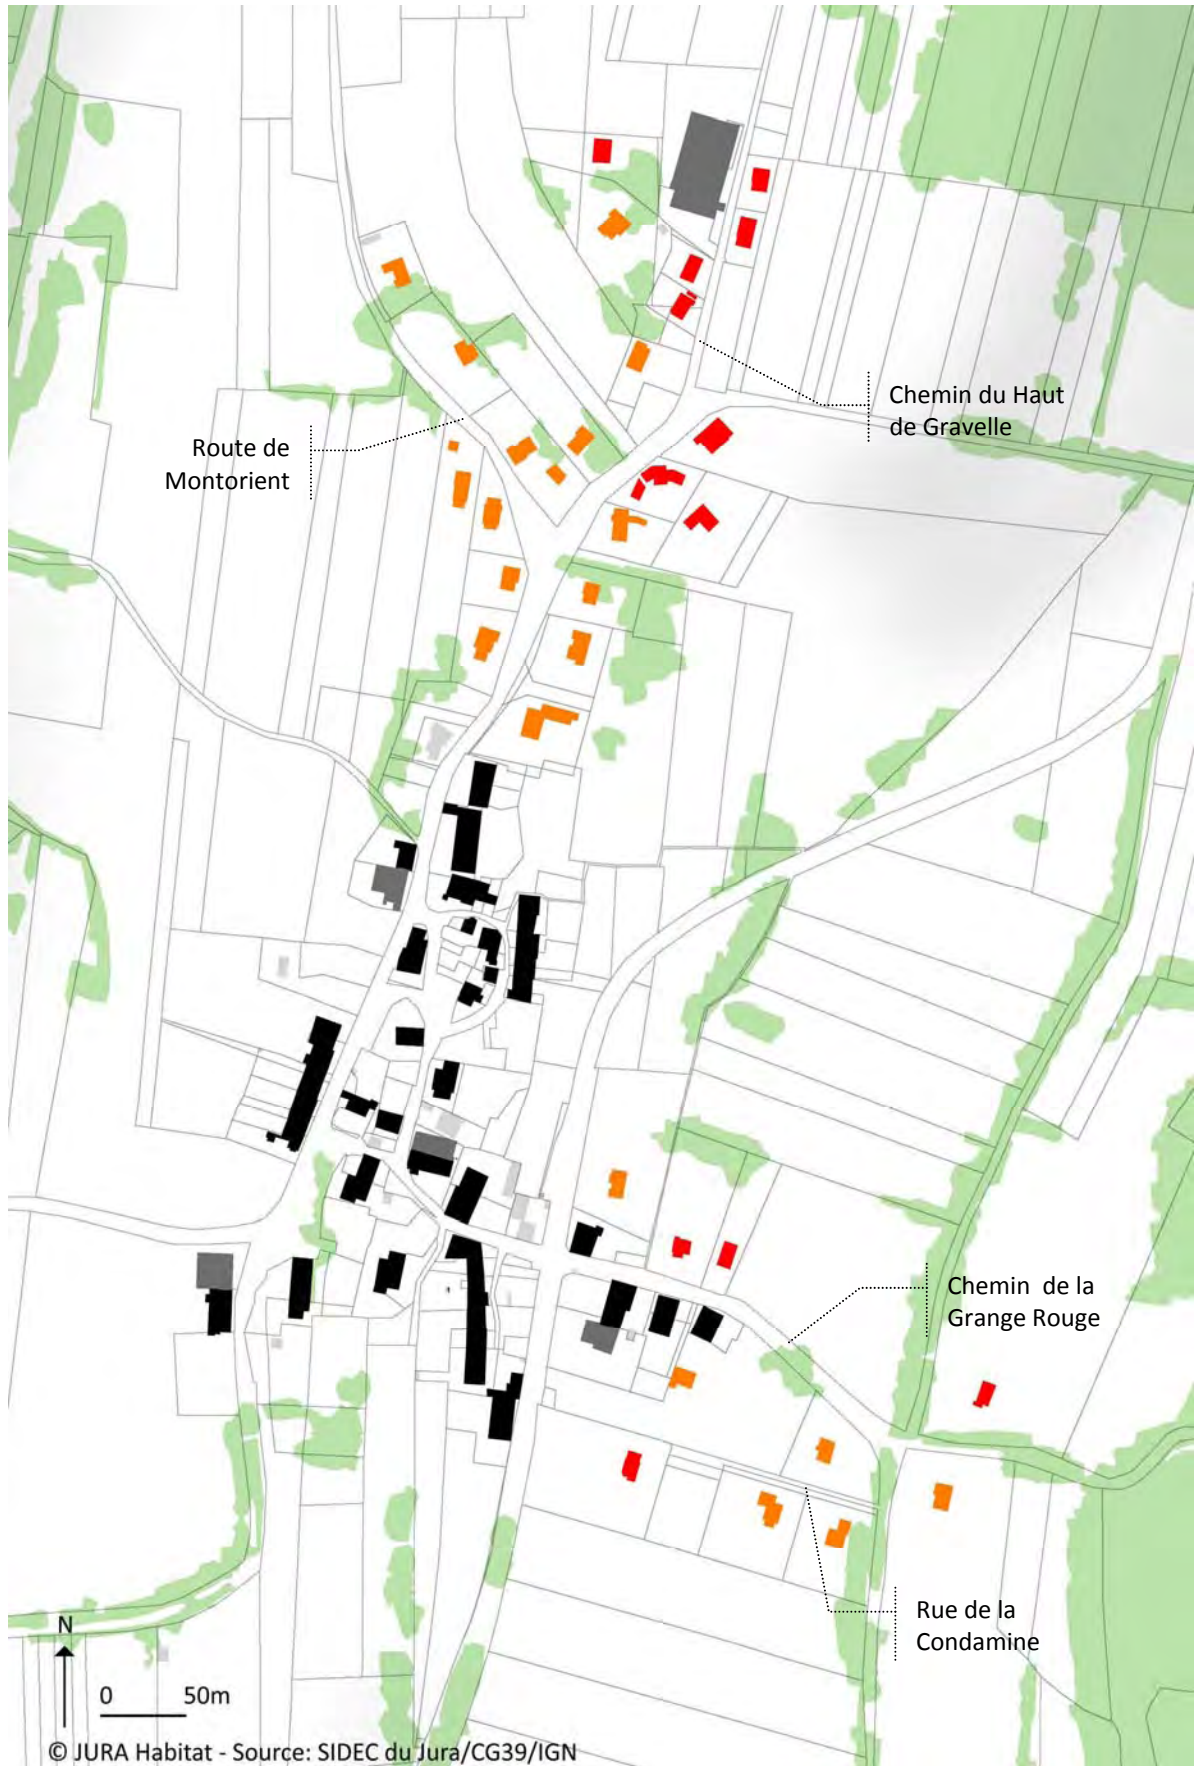 Chemin du Haut
de Gravelle
Route de
Montorient
Chemin de la
Grange Rouge
Rue de la
Condamine
N
0 50m
© JURA Habitat - Source: SIDEC du Jura/CG39/IGN